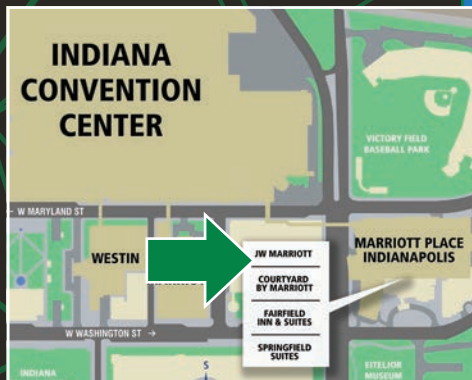 INDIANA
CONVENTION
CENTER
VICTORY FIELD
BASEBALL PARK
← W MARYLAND ST
WESTIN
JW MARRIOTT
COURTYARD
BY MARRIOTT
FAIRFIELD
INN & SUITES
SPRINGFIELD
SUITES
MARRIOTT PLACE
INDIANAPOLIS
W WASHINGTON ST →
S
INDIANA
EITELJOR
MUSEUM